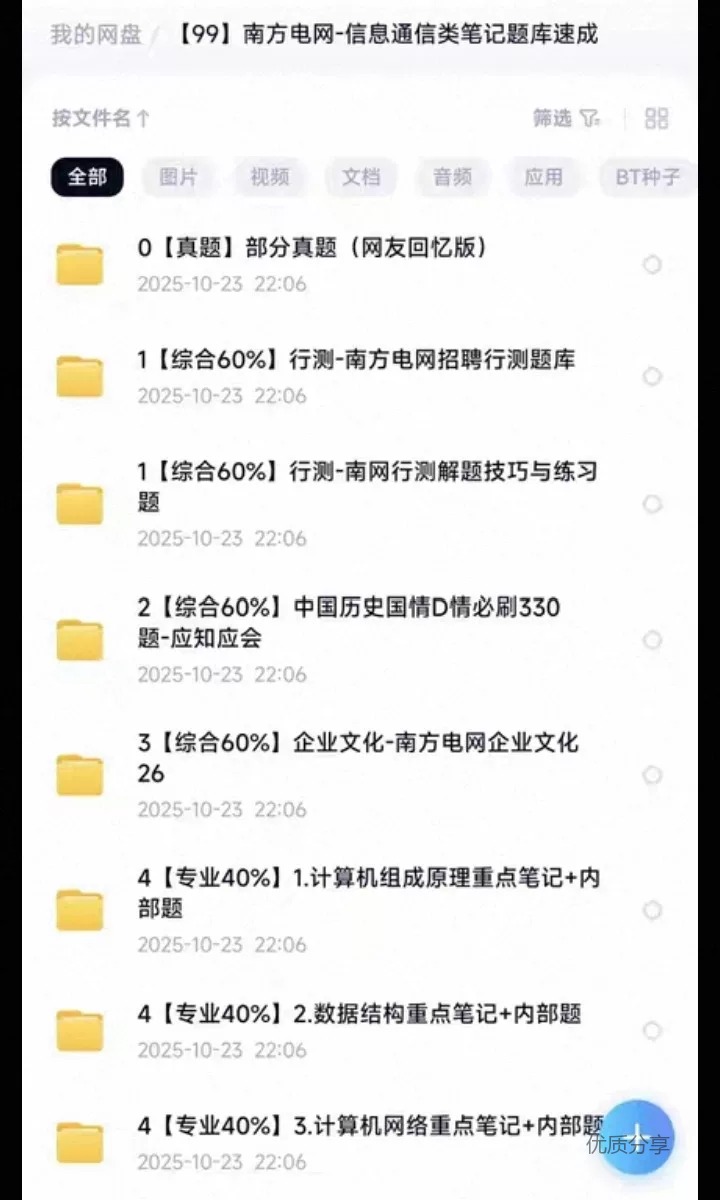 我的网盘 / 【99】南方电网-信息通信类笔记题库速成
按文件名↑ 筛选
全部 图片 视频 文档 音频 应用 BT种子
0【真题】部分真题（网友回忆版）
2025-10-23 22:06
1【综合60%】行测-南方电网招聘行测题库
2025-10-23 22:06
1【综合60%】行测-南网行测解题技巧与练习
题
2025-10-23 22:06
2【综合60%】中国历史国情D情必刷330
题-应知应会
2025-10-23 22:06
3【综合60%】企业文化-南方电网企业文化
26
2025-10-23 22:06
4【专业40%】1.计算机组成原理重点笔记+内
部题
2025-10-23 22:06
4【专业40%】2.数据结构重点笔记+内部题
2025-10-23 22:06
4【专业40%】3.计算机网络重点笔记+内部题
2025-10-23 22:06
优质分享